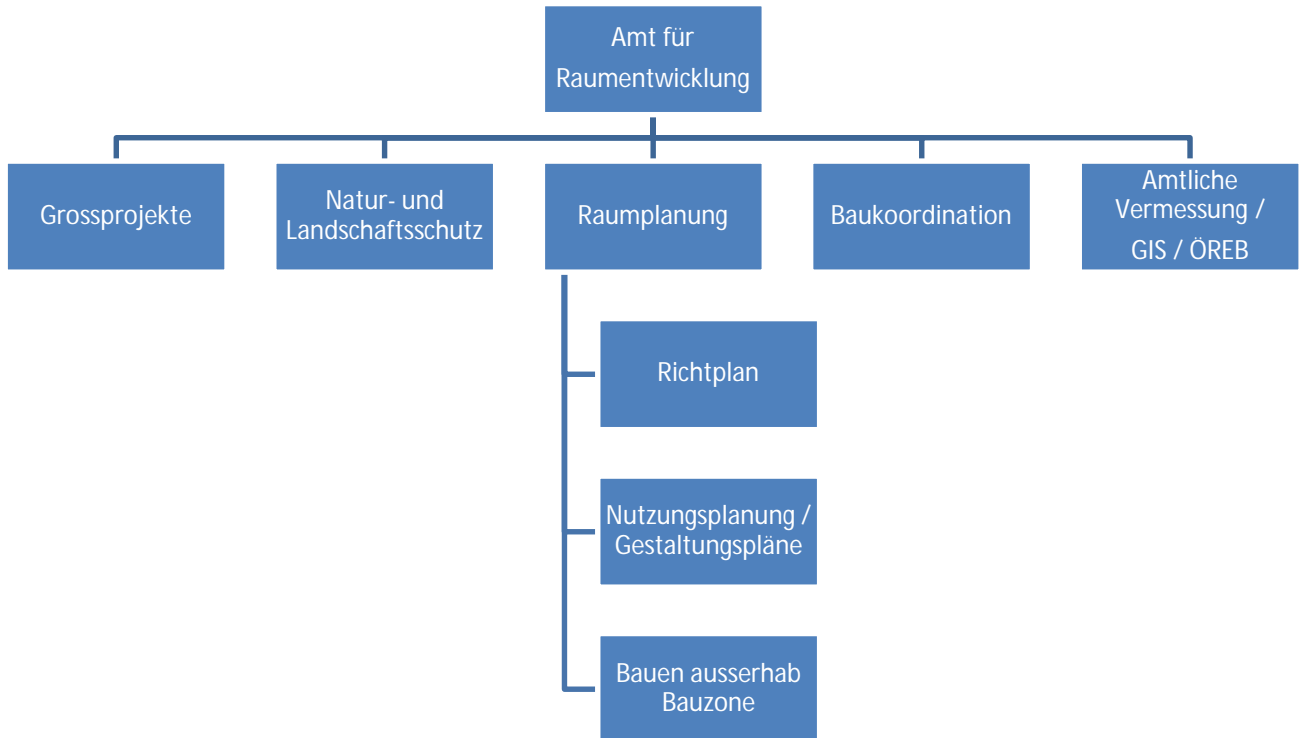 Amt für
Raumentwicklung
Grossprojekte
Natur- und
Landschaftsschutz
Raumplanung
Baukoordination
Amtliche
Vermessung /
GIS / ÖREB
Richtplan
Nutzungsplanung /
Gestaltungspläne
Bauen ausserhab
Bauzone